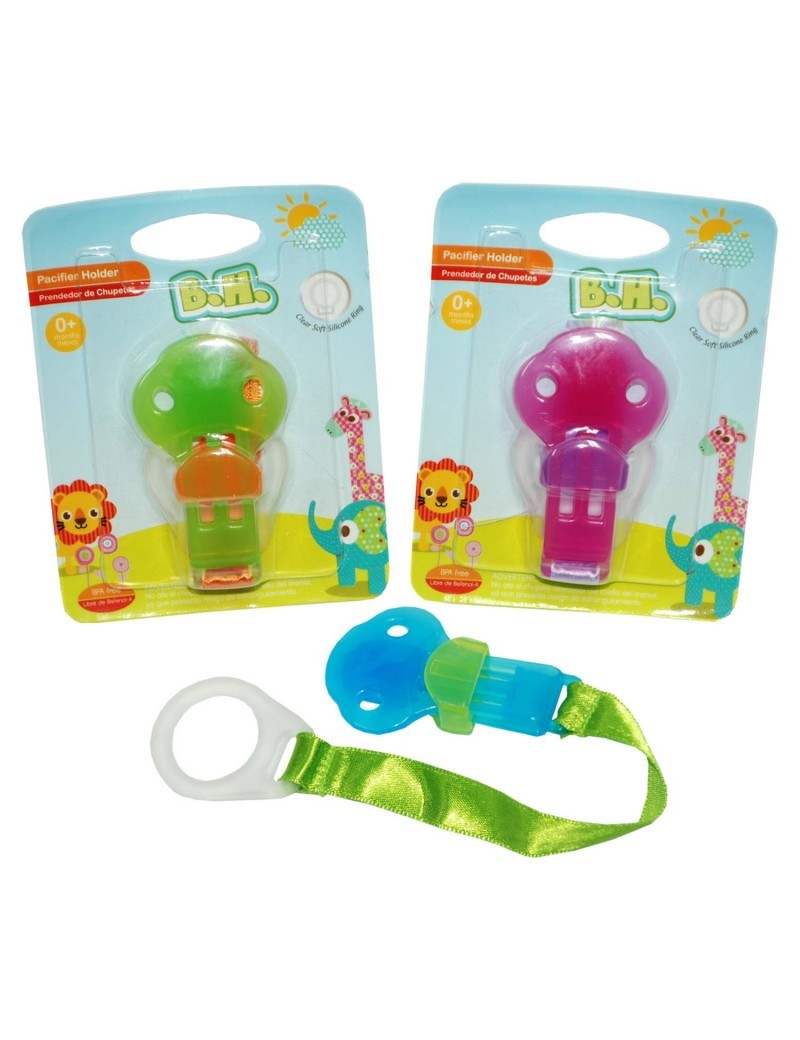 Pacifier Holder
Prendedor de Chupetes
B.H.
0+
months
meses
Clear Soft Silicone Ring
BPA Free
Libre de Bisfenol-A
Pacifier Holder
Prendedor de Chupetes
B.H.
0+
months
meses
Clear Soft Silicone Ring
BPA Free
Libre de Bisfenol-A